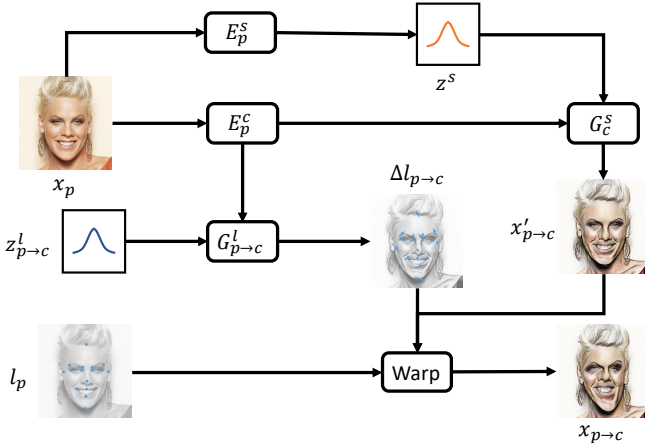 E_p^s
z^s
E_p^c
G_c^s
x_p
Δl_{p→c}
z_{p→c}^l
G_{p→c}^l
x'_{p→c}
l_p
Warp
x_{p→c}